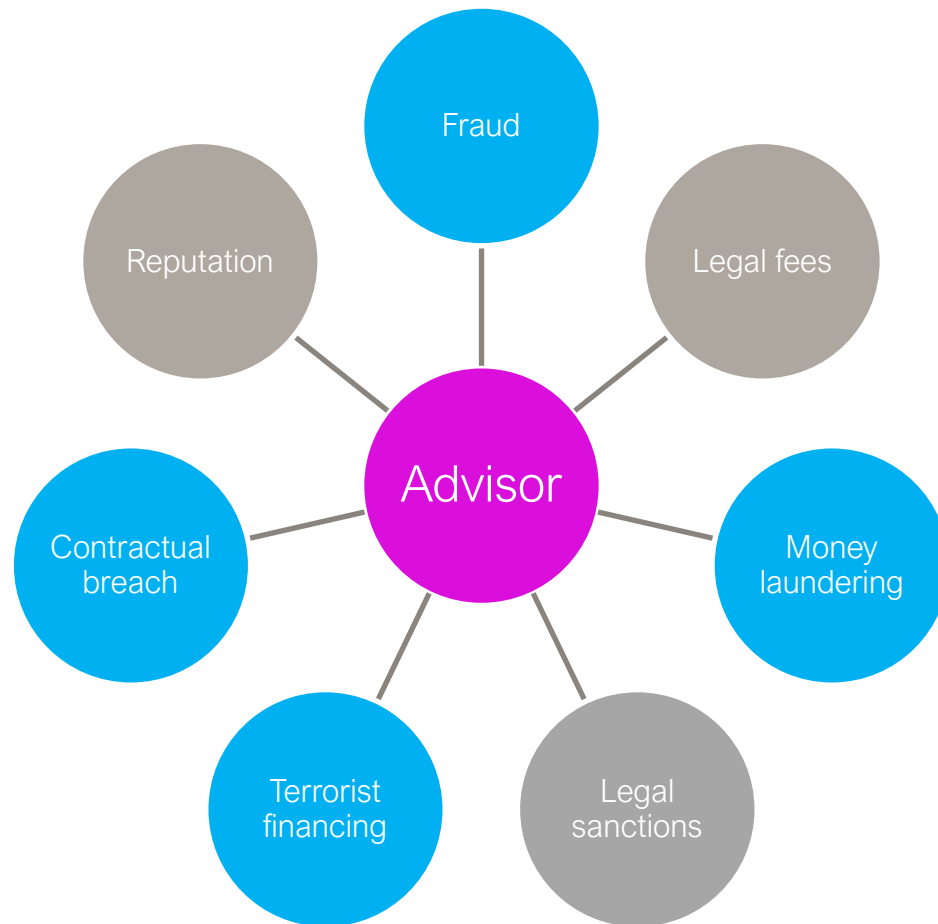 Fraud
Reputation
Legal fees
Advisor
Contractual
breach
Money
laundering
Terrorist
financing
Legal
sanctions